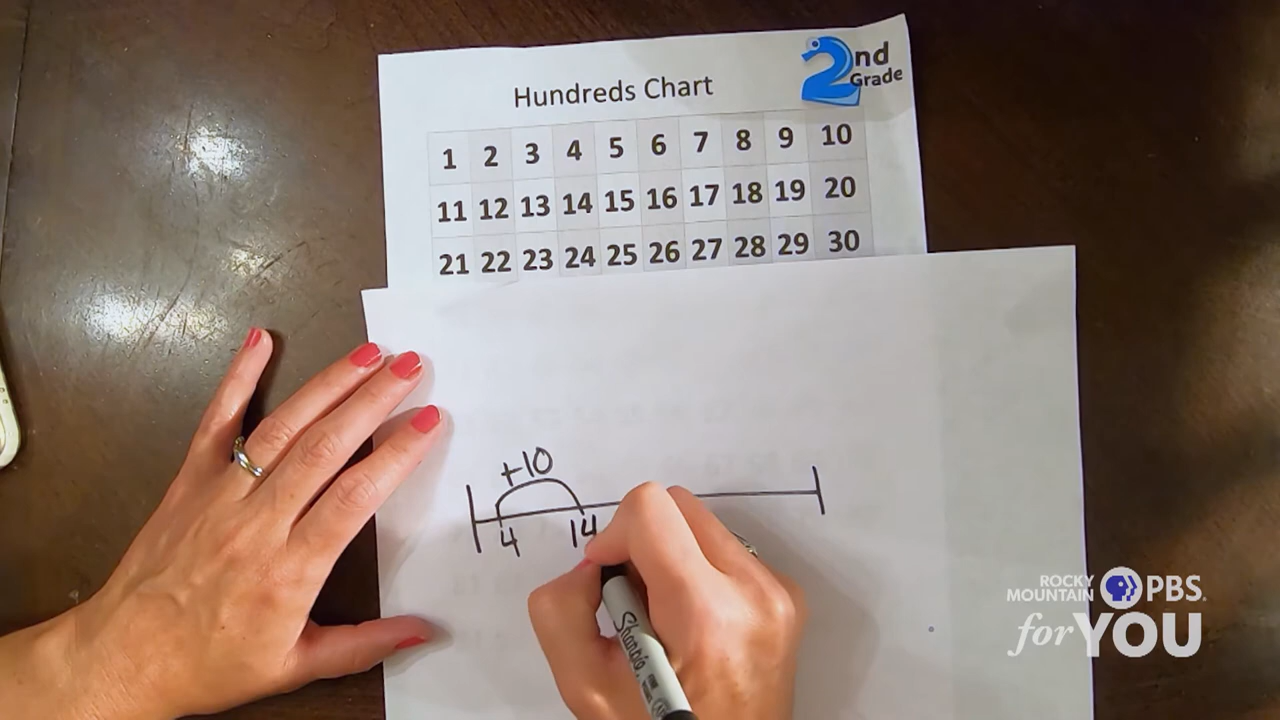 2nd Grade
Hundreds Chart
1 2 3 4 5 6 7 8 9 10
11 12 13 14 15 16 17 18 19 20
21 22 23 24 25 26 27 28 29 30
+10
4 14
Sharpie
ROCKY MOUNTAIN PBS
for YOU